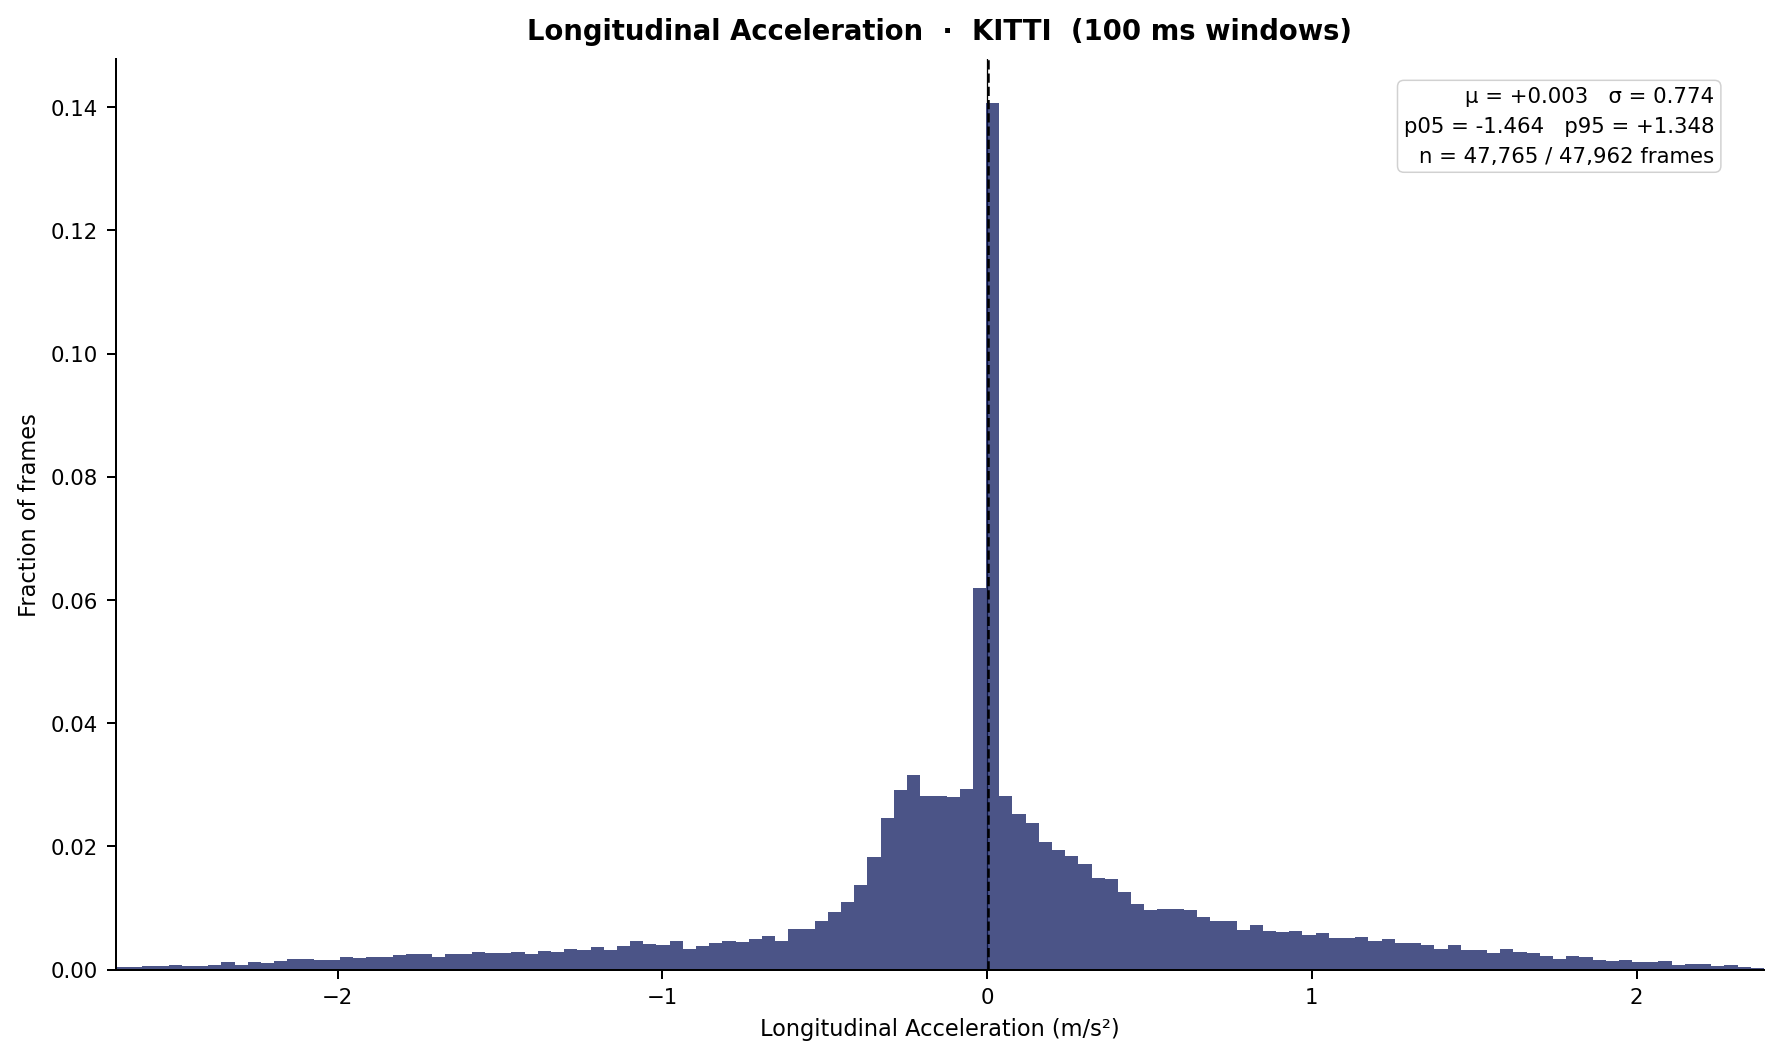 Longitudinal Acceleration · KITTI (100 ms windows)
μ = +0.003 σ = 0.774
p05 = -1.464 p95 = +1.348
n = 47,765 / 47,962 frames
Fraction of frames
0.14
0.12
0.10
0.08
0.06
0.04
0.02
0.00
−2
−1
0
1
2
Longitudinal Acceleration (m/s²)